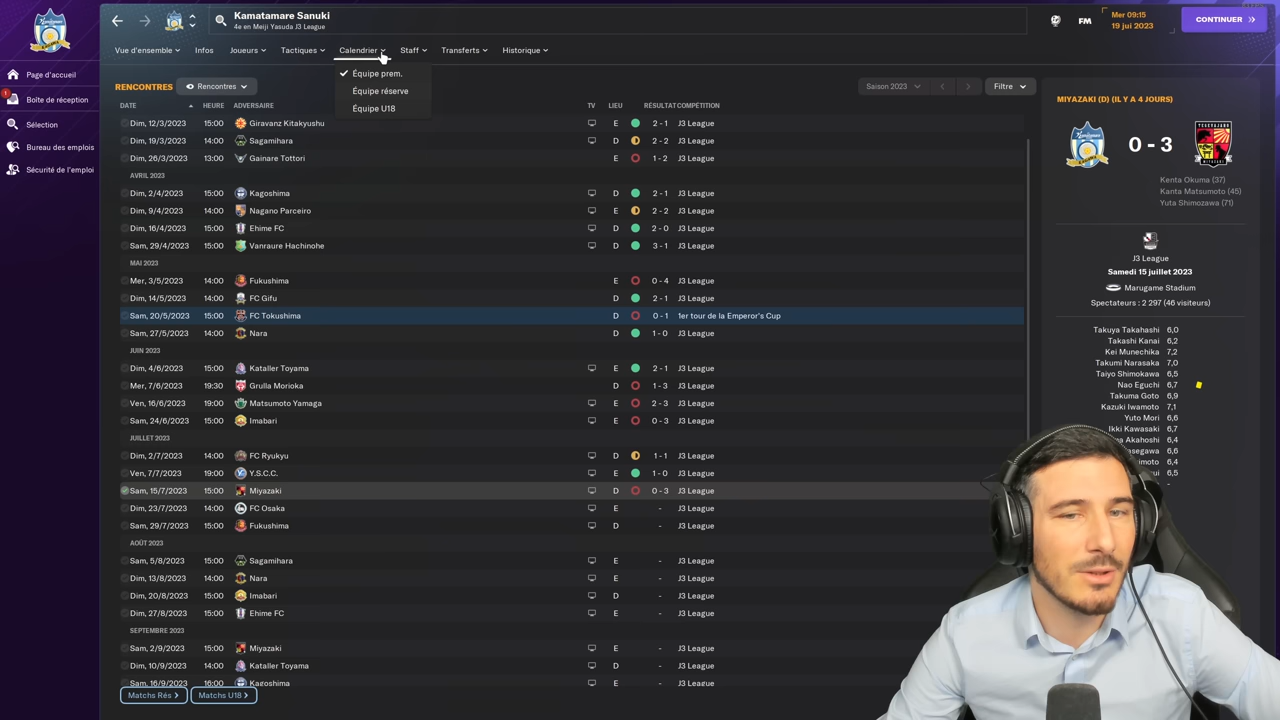 Kamatamare Sanuki
4e en Meiji Yasuda J3 League
FM
Mer 09:15
19 jui 2023
CONTINUER
Vue d'ensemble
Infos
Joueurs
Tactiques
Calendrier
Staff
Transferts
Historique
Équipe prem.
Équipe réserve
Équipe U18
Page d'accueil
1
Boîte de réception
Sélection
Bureau des emplois
Sécurité de l'emploi
RENCONTRES
Rencontres
Saison 2023
Filtre
DATE HEURE ADVERSAIRE TV LIEU RÉSULTAT COMPÉTITION
Dim, 12/3/2023 15:00 Giravanz Kitakyushu E 2 - 1 J3 League
Dim, 19/3/2023 14:00 Sagamihara D 2 - 2 J3 League
Dim, 26/3/2023 13:00 Gainare Tottori E 1 - 2 J3 League
AVRIL 2023
Dim, 2/4/2023 15:00 Kagoshima D 2 - 1 J3 League
Dim, 9/4/2023 14:00 Nagano Parceiro E 2 - 2 J3 League
Dim, 16/4/2023 15:00 Ehime FC D 2 - 0 J3 League
Sam, 29/4/2023 15:00 Vanraure Hachinohe D 3 - 1 J3 League
MAI 2023
Mer, 3/5/2023 14:00 Fukushima E 0 - 4 J3 League
Dim, 14/5/2023 14:00 FC Gifu D 2 - 1 J3 League
Sam, 20/5/2023 15:00 FC Tokushima D 0 - 1 1er tour de la Emperor's Cup
Sam, 27/5/2023 14:00 Nara D 1 - 0 J3 League
JUIN 2023
Dim, 4/6/2023 15:00 Kataller Toyama E 2 - 1 J3 League
Mer, 7/6/2023 19:30 Grulla Morioka D 1 - 3 J3 League
Ven, 16/6/2023 19:00 Matsumoto Yamaga E 2 - 3 J3 League
Sam, 24/6/2023 15:00 Imabari E 0 - 3 J3 League
JUILLET 2023
Dim, 2/7/2023 14:00 FC Ryukyu D 1 - 1 J3 League
Ven, 7/7/2023 19:00 Y.S.C.C. E 1 - 0 J3 League
Sam, 15/7/2023 15:00 Miyazaki D 0 - 3 J3 League
Dim, 23/7/2023 14:00 FC Osaka E - J3 League
Sam, 29/7/2023 15:00 Fukushima D - J3 League
AOÛT 2023
Sam, 5/8/2023 15:00 Sagamihara E - J3 League
Dim, 13/8/2023 14:00 Nara E - J3 League
Dim, 20/8/2023 15:00 Imabari D - J3 League
Dim, 27/8/2023 15:00 Ehime FC E - J3 League
SEPTEMBRE 2023
Sam, 2/9/2023 15:00 Miyazaki E - J3 League
Dim, 10/9/2023 14:00 Kataller Toyama D - J3 League
Sam, 16/9/2023 16:00 Kagoshima E - J3 League
Matchs Rés
Matchs U18
MIYAZAKI (D) (IL Y A 4 JOURS)
0 - 3
Kenta Okuma (37)
Kanta Matsumoto (45)
Yuta Shimozawa (71)
J3 League
Samedi 15 juillet 2023
Marugame Stadium
Spectateurs : 2 297 (46 visiteurs)
Takuya Takahashi 6,0
Takashi Kanai 6,2
Kei Munechika 7,2
Takumi Narasaka 7,0
Taiyo Shimokawa 6,5
Nao Eguchi 6,7
Takuma Goto 6,9
Kazuki Iwamoto 7,1
Yuto Mori 6,6
Ikki Kawasaki 6,7
Akahoshi 6,4
6,6
6,4
6,5